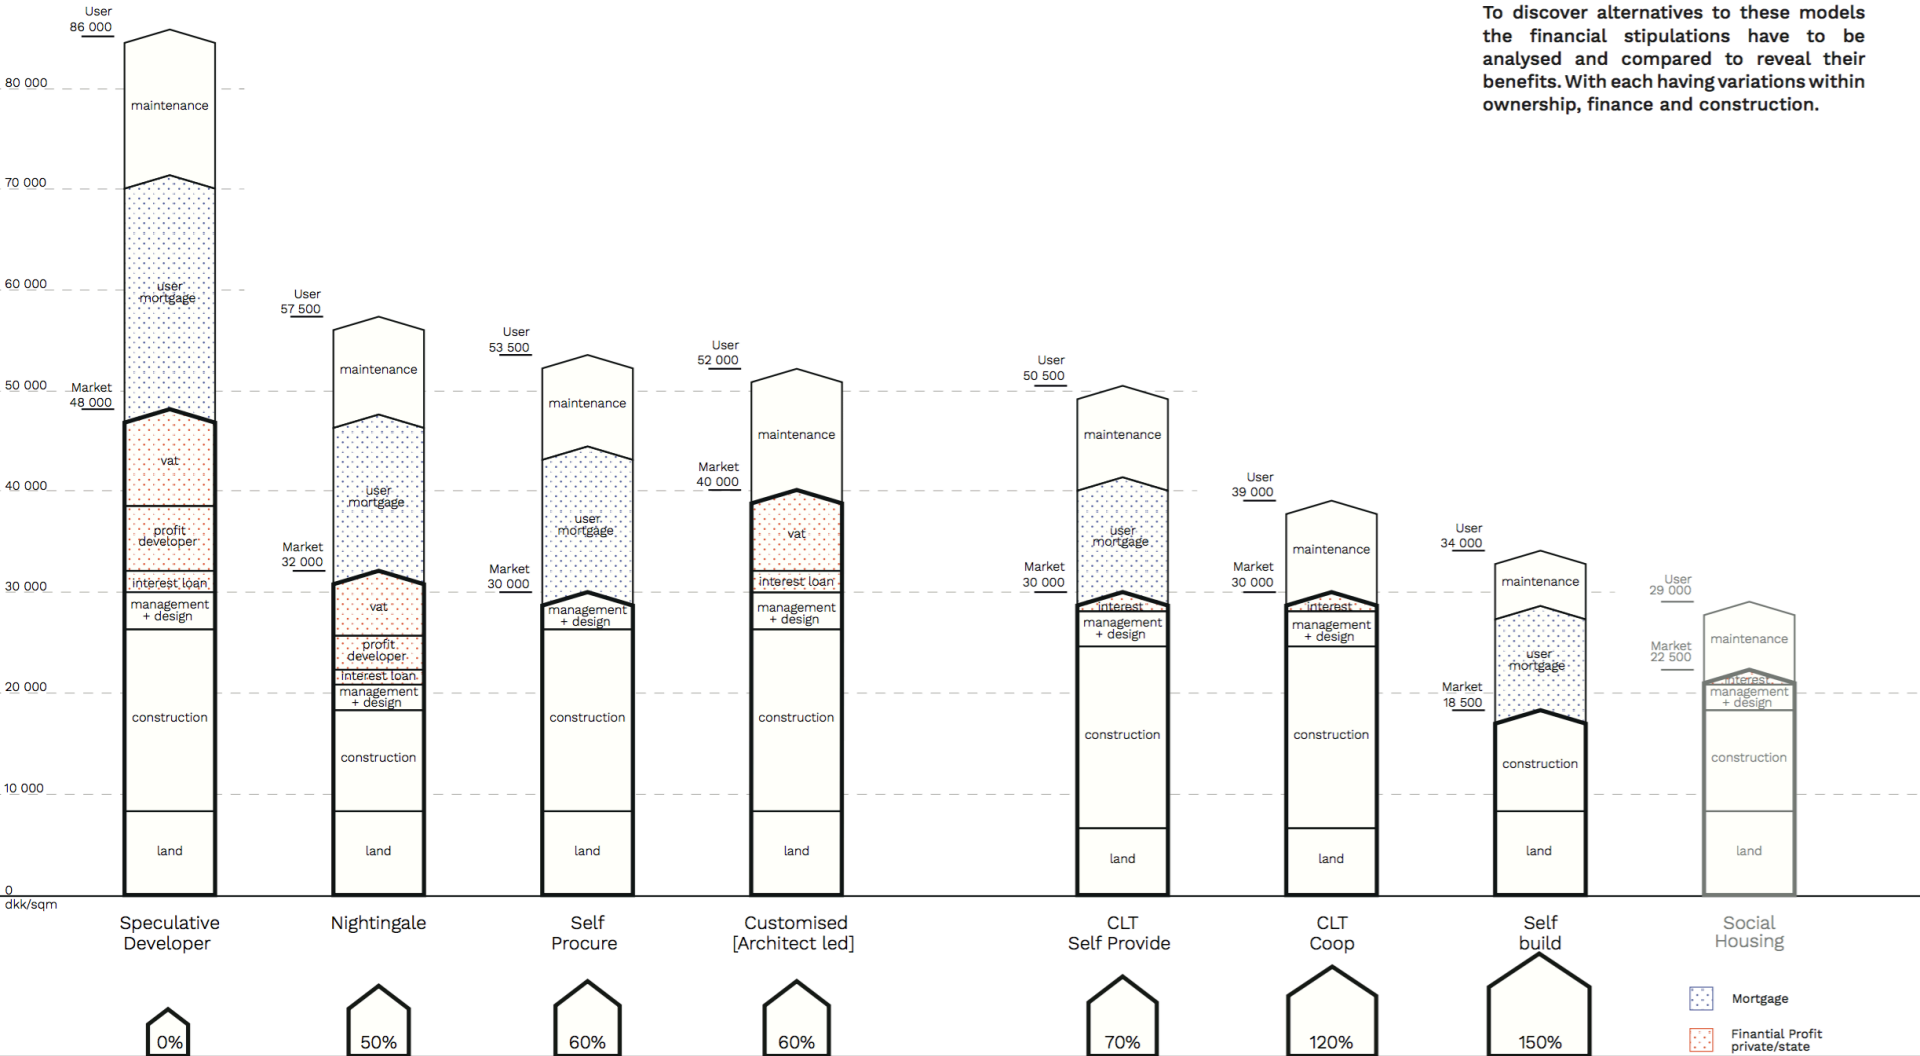 To discover alternatives to these models
the financial stipulations have to be
analysed and compared to reveal their
benefits. With each having variations within
ownership, finance and construction.
80 000
70 000
60 000
50 000
40 000
30 000
20 000
10 000
0
dkk/sqm
User
86 000
Market
48 000
maintenance
user
mortgage
vat
profit
developer
interest loan
management
+ design
construction
land
Speculative
Developer
0%
User
57 500
Market
32 000
maintenance
user
mortgage
vat
profit
developer
interest loan
management
+ design
construction
land
Nightingale
50%
User
53 500
Market
30 000
maintenance
user
mortgage
management
+ design
construction
land
Self
Procure
60%
User
52 000
Market
40 000
maintenance
vat
interest loan
management
+ design
construction
land
Customised
[Architect led]
60%
User
50 500
Market
30 000
maintenance
user
mortgage
interest
management
+ design
construction
land
CLT
Self Provide
70%
User
39 000
Market
30 000
maintenance
interest
management
+ design
construction
land
CLT
Coop
120%
User
34 000
Market
18 500
maintenance
user
mortgage
construction
land
Self
build
150%
User
29 000
Market
22 500
maintenance
interest
management
+ design
construction
land
Social
Housing
Mortgage
Finantial Profit
private/state